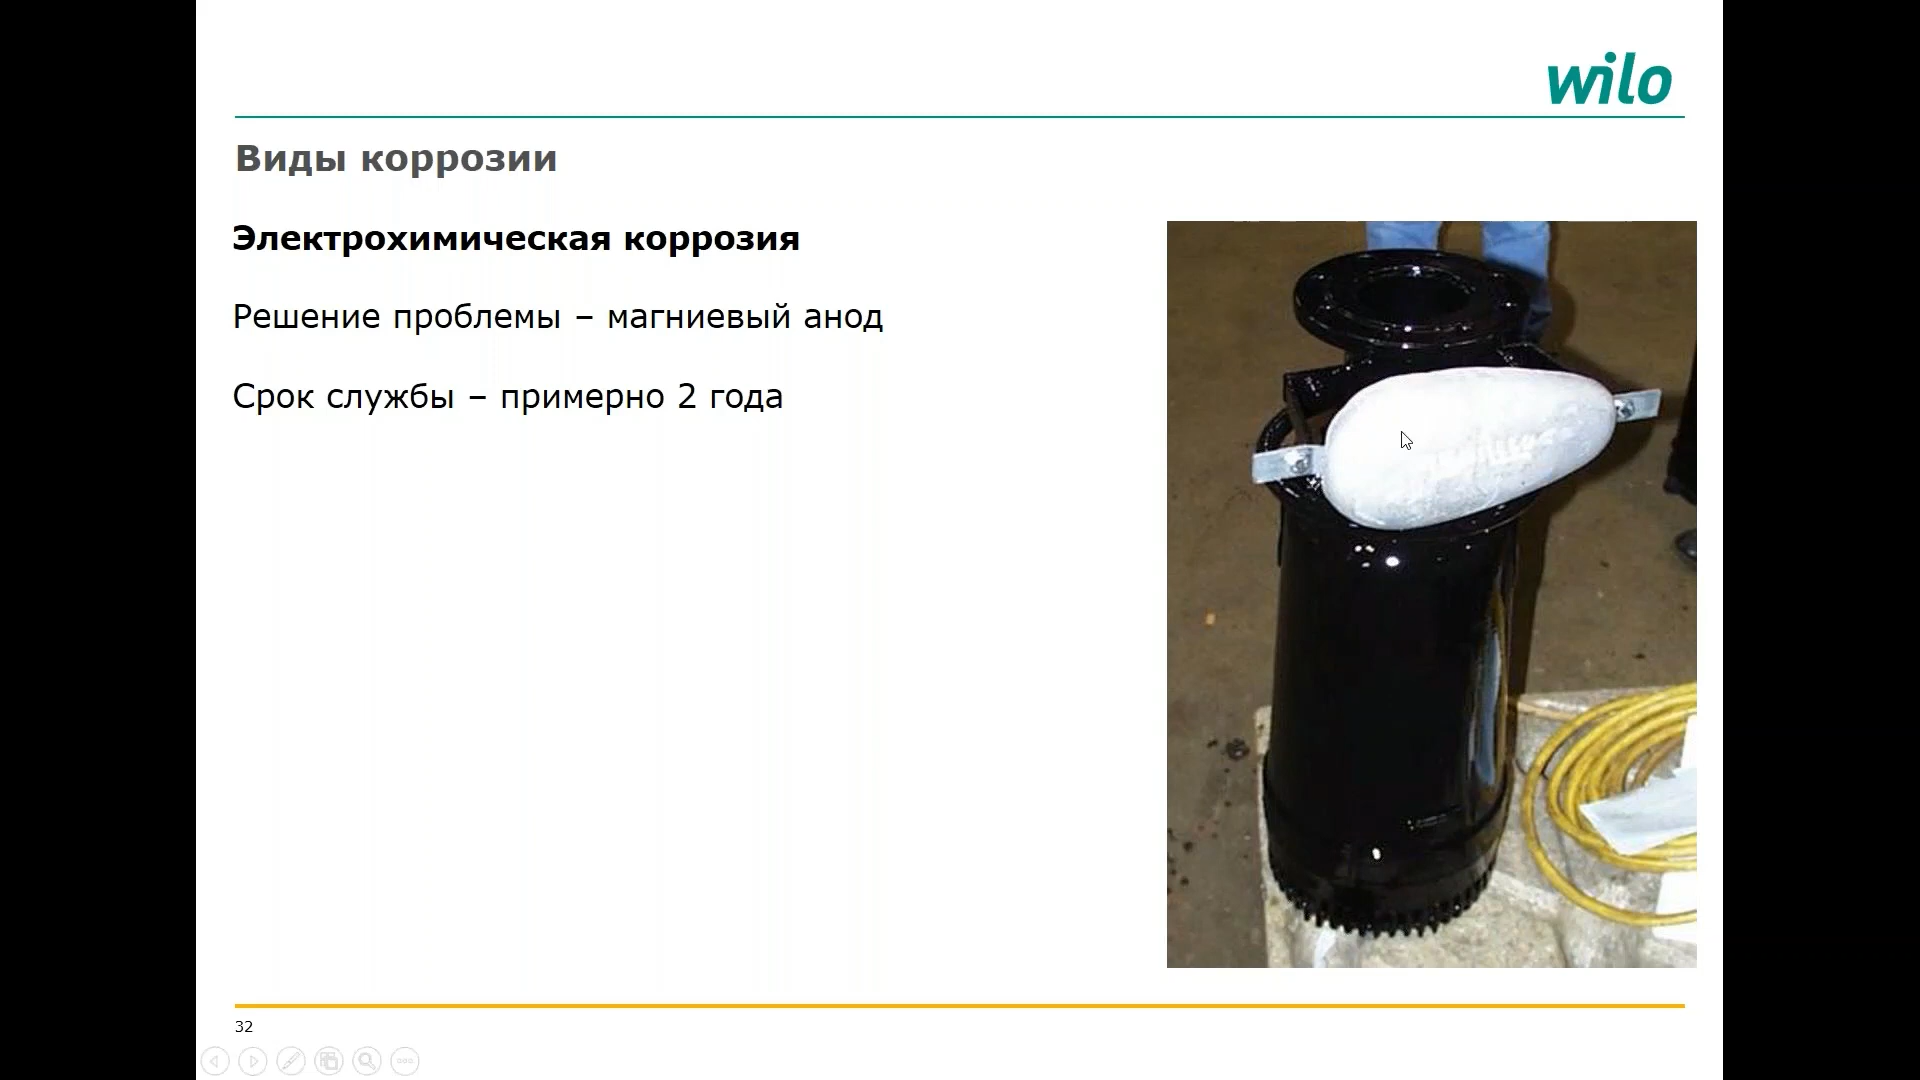 wilo
Виды коррозии
Электрохимическая коррозия
Решение проблемы – магниевый анод
Срок службы – примерно 2 года
32